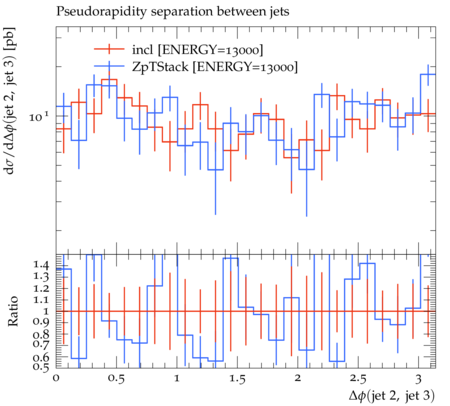 Pseudorapidity separation between jets
dσ/dΔϕ(jet 2, jet 3) [pb]
incl [ENERGY=13000]
ZpTStack [ENERGY=13000]
10¹
Ratio
1.4
1.3
1.2
1.1
1
0.9
0.8
0.7
0.6
0.5
0 0.5 1 1.5 2 2.5 3
Δϕ(jet 2, jet 3)